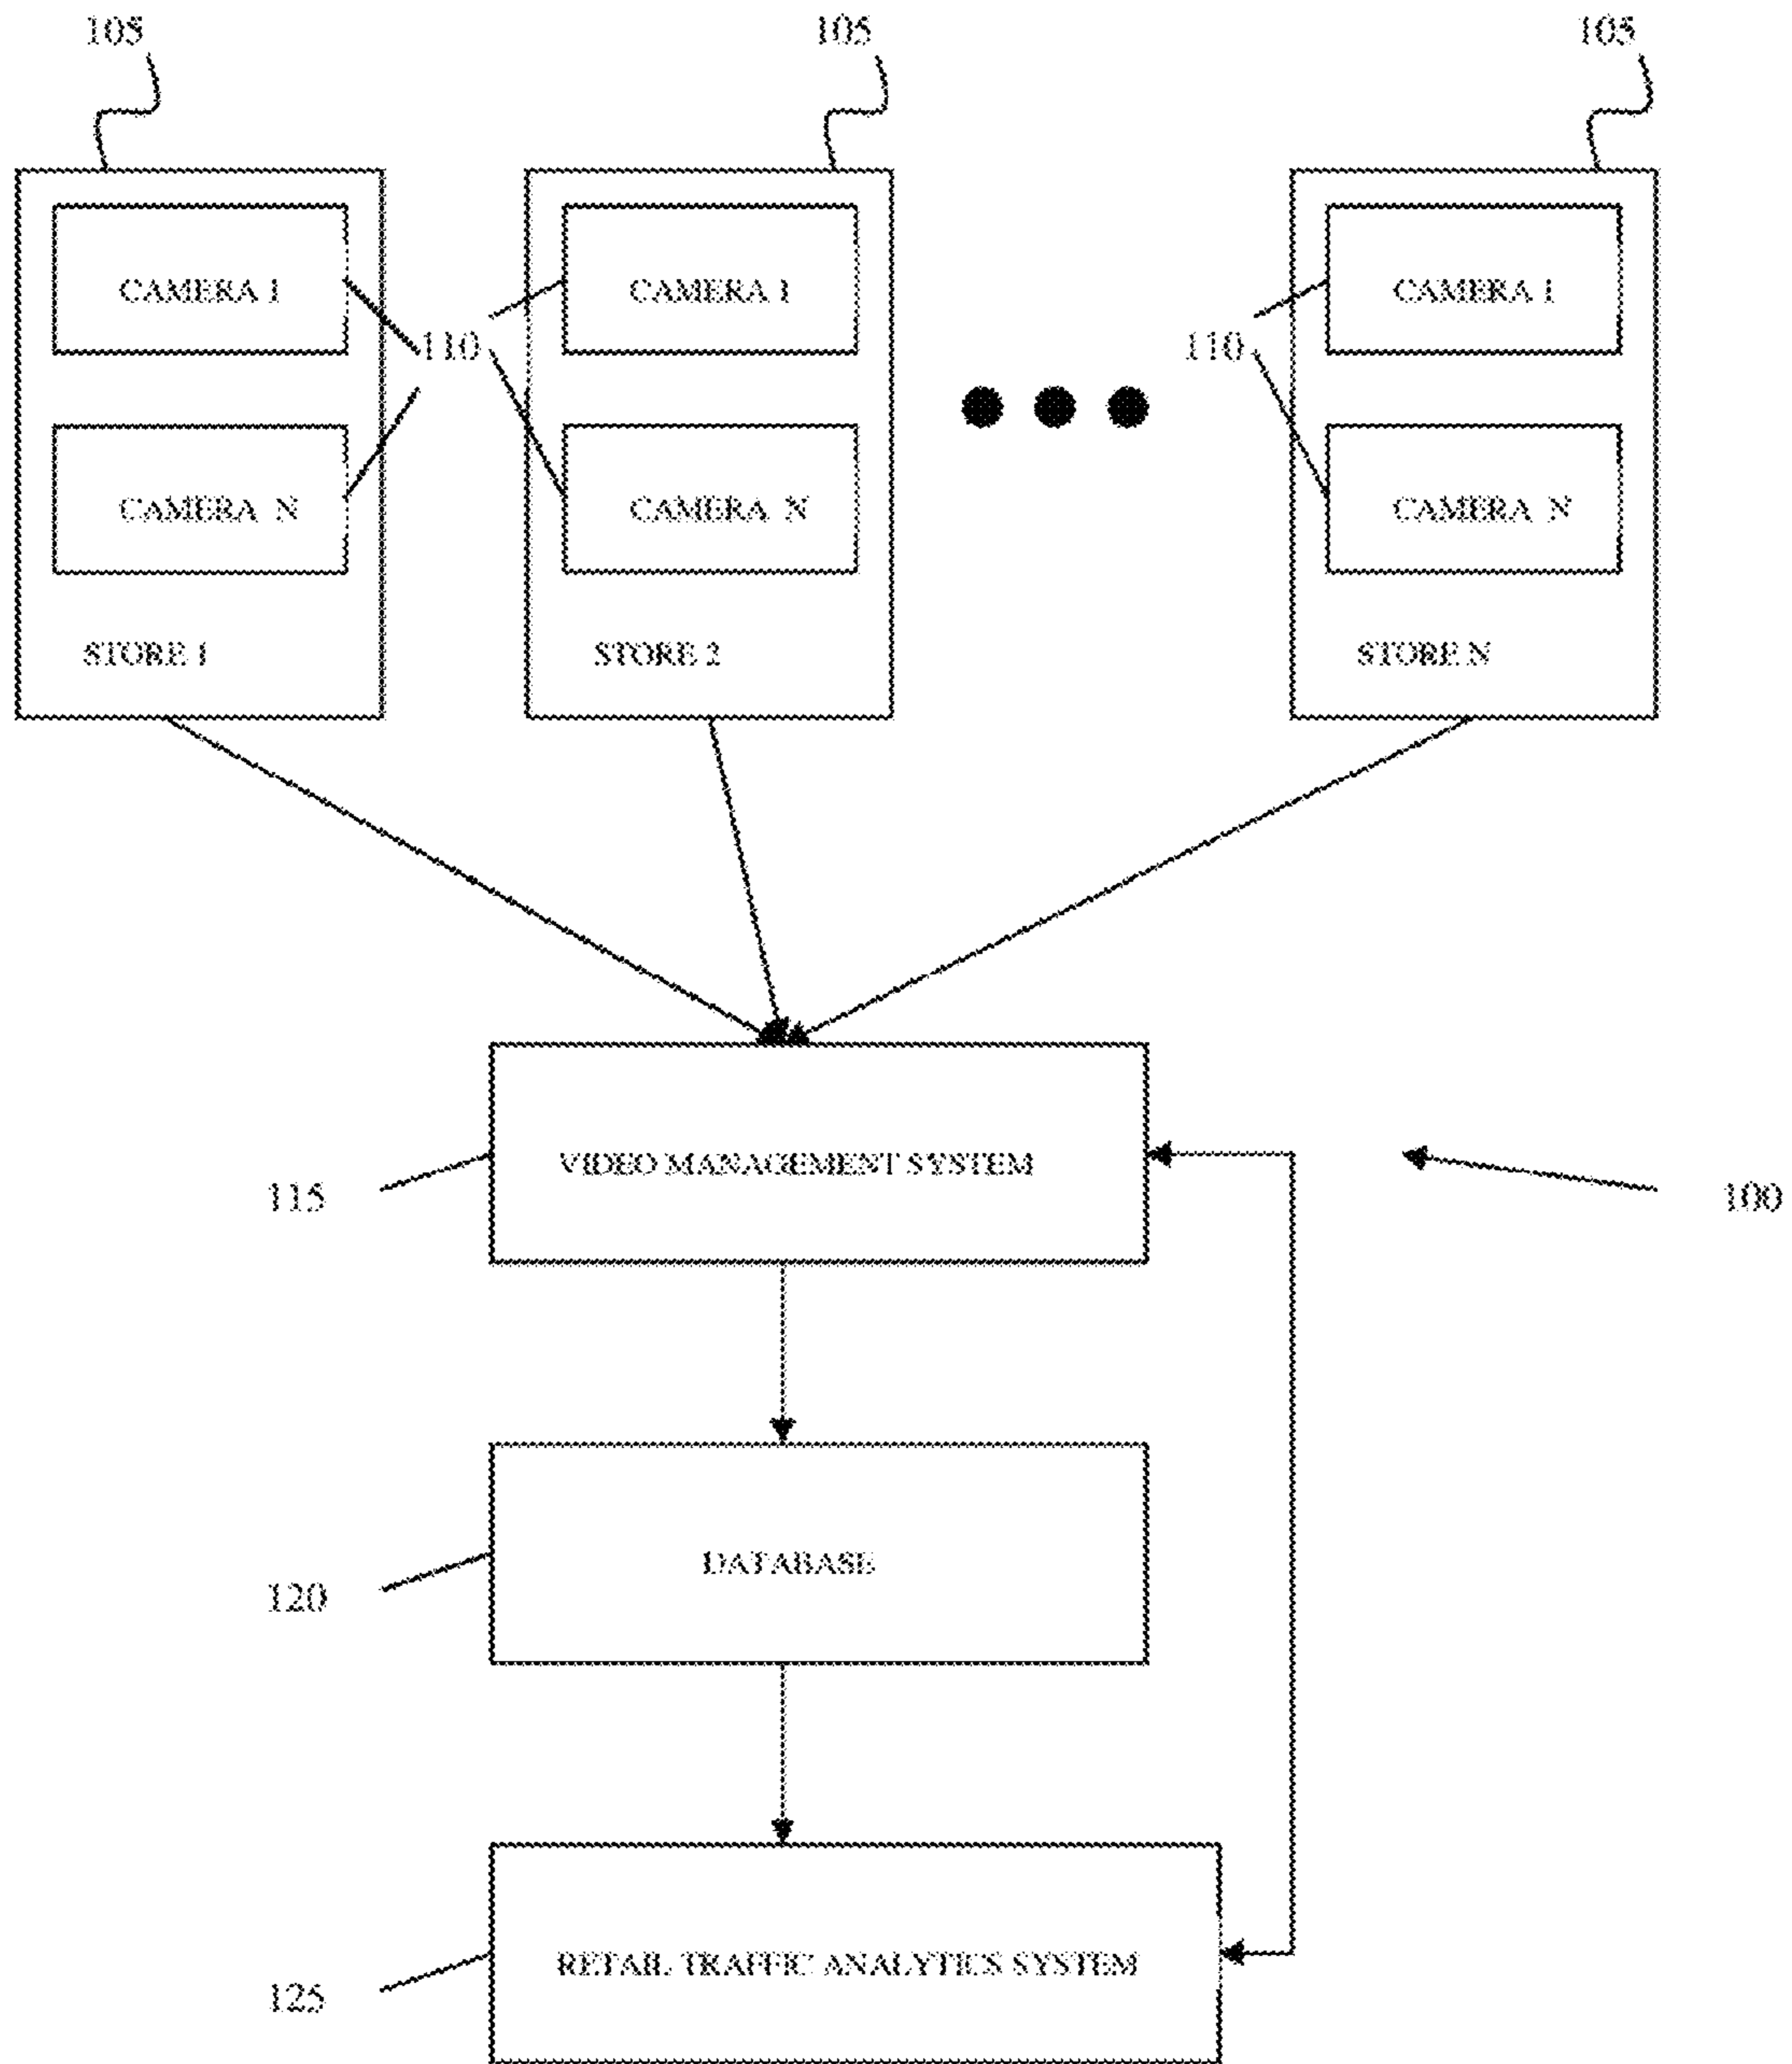 105 105 105
CAMERA 1 CAMERA 1 CAMERA 1
110 110
CAMERA N CAMERA N CAMERA N
STORE 1 STORE 2 STORE N
VIDEO MANAGEMENT SYSTEM
115 100
DATABASE
120
RETAIL TRAFFIC ANALYTICS SYSTEM
125